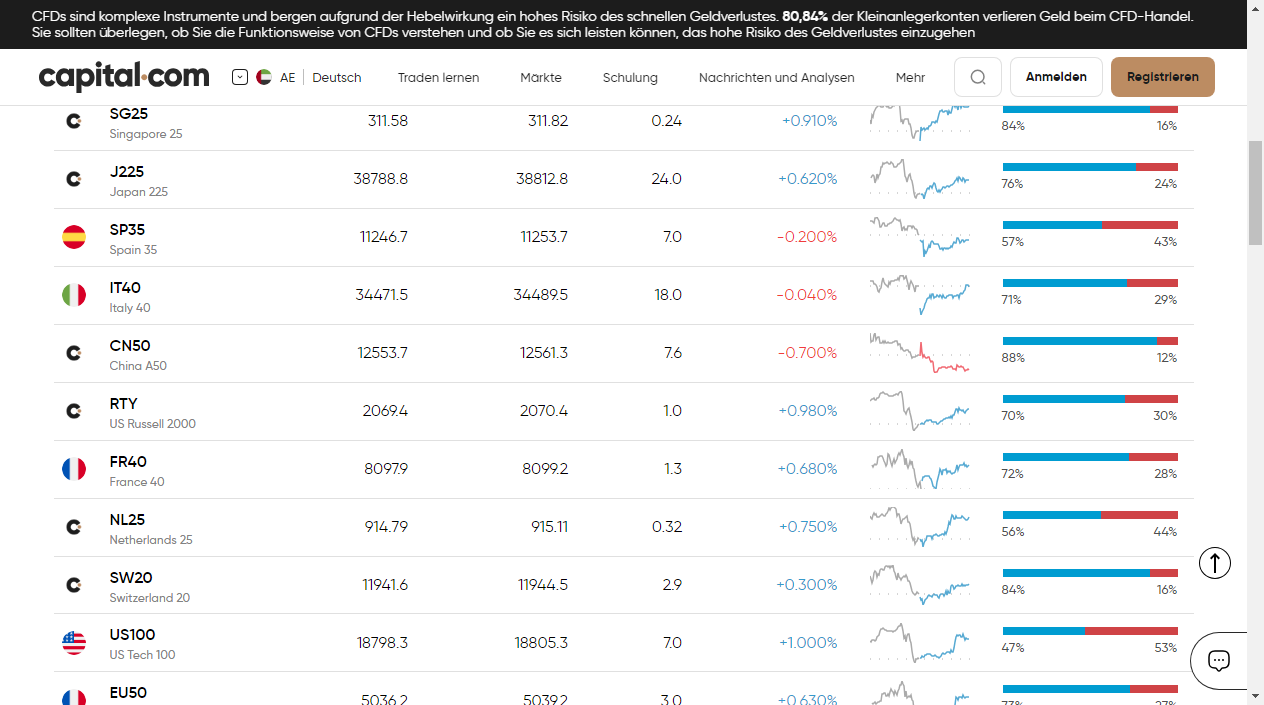 CFDs sind komplexe Instrumente und bergen aufgrund der Hebelwirkung ein hohes Risiko des schnellen Geldverlustes. 80,84% der Kleinanlegerkonten verlieren Geld beim CFD-Handel.
Sie sollten überlegen, ob Sie die Funktionsweise von CFDs verstehen und ob Sie es sich leisten können, das hohe Risiko des Geldverlustes einzugehen
capital.com AE Deutsch Traden lernen Märkte Schulung Nachrichten und Analysen Mehr Anmelden Registrieren
SG25 311.58 311.82 0.24 +0.910%
Singapore 25 84% 16%
J225 38788.8 38812.8 24.0 +0.620%
Japan 225 76% 24%
SP35 11246.7 11253.7 7.0 -0.200%
Spain 35 57% 43%
IT40 34471.5 34489.5 18.0 -0.040%
Italy 40 71% 29%
CN50 12553.7 12561.3 7.6 -0.700%
China A50 88% 12%
RTY 2069.4 2070.4 1.0 +0.980%
US Russell 2000 70% 30%
FR40 8097.9 8099.2 1.3 +0.680%
France 40 72% 28%
NL25 914.79 915.11 0.32 +0.750%
Netherlands 25 56% 44%
SW20 11941.6 11944.5 2.9 +0.300%
Switzerland 20 84% 16%
US100 18798.3 18805.3 7.0 +1.000%
US Tech 100 47% 53%
EU50 5036.2 5039.2 3.0 +0.630%
73% 27%